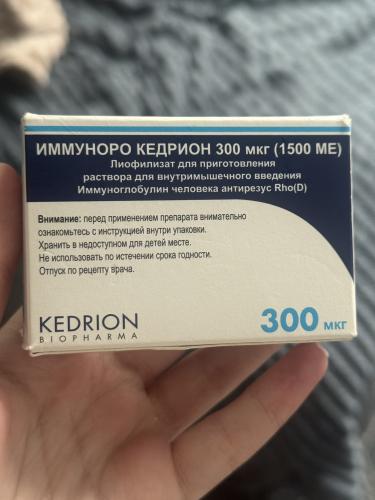 ИММУНОРО КЕДРИОН 300 мкг (1500 МЕ)
Лиофилизат для приготовления
раствора для внутримышечного введения
Иммуноглобулин человека антирезус Rho(D)
Внимание: перед применением препарата внимательно
ознакомьтесь с инструкцией внутри упаковки.
Хранить в недоступном для детей месте.
Не использовать по истечении срока годности.
Отпуск по рецепту врача.
KEDRION
BIOPHARMA
300 мкг